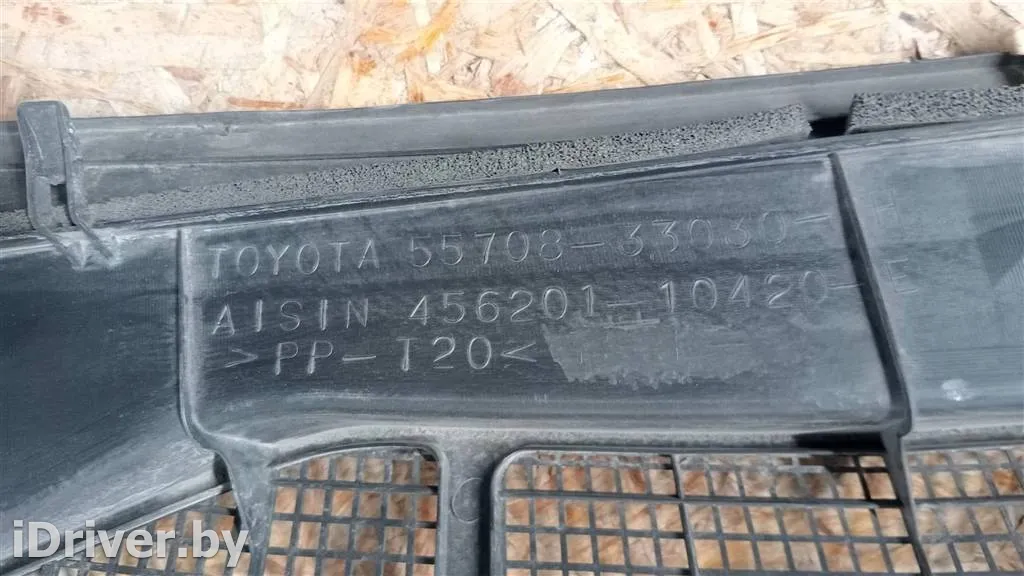 TOYOTA 55708-33030-H
AISIN 456201-10420-E
>PP-T20<
iDriver.by